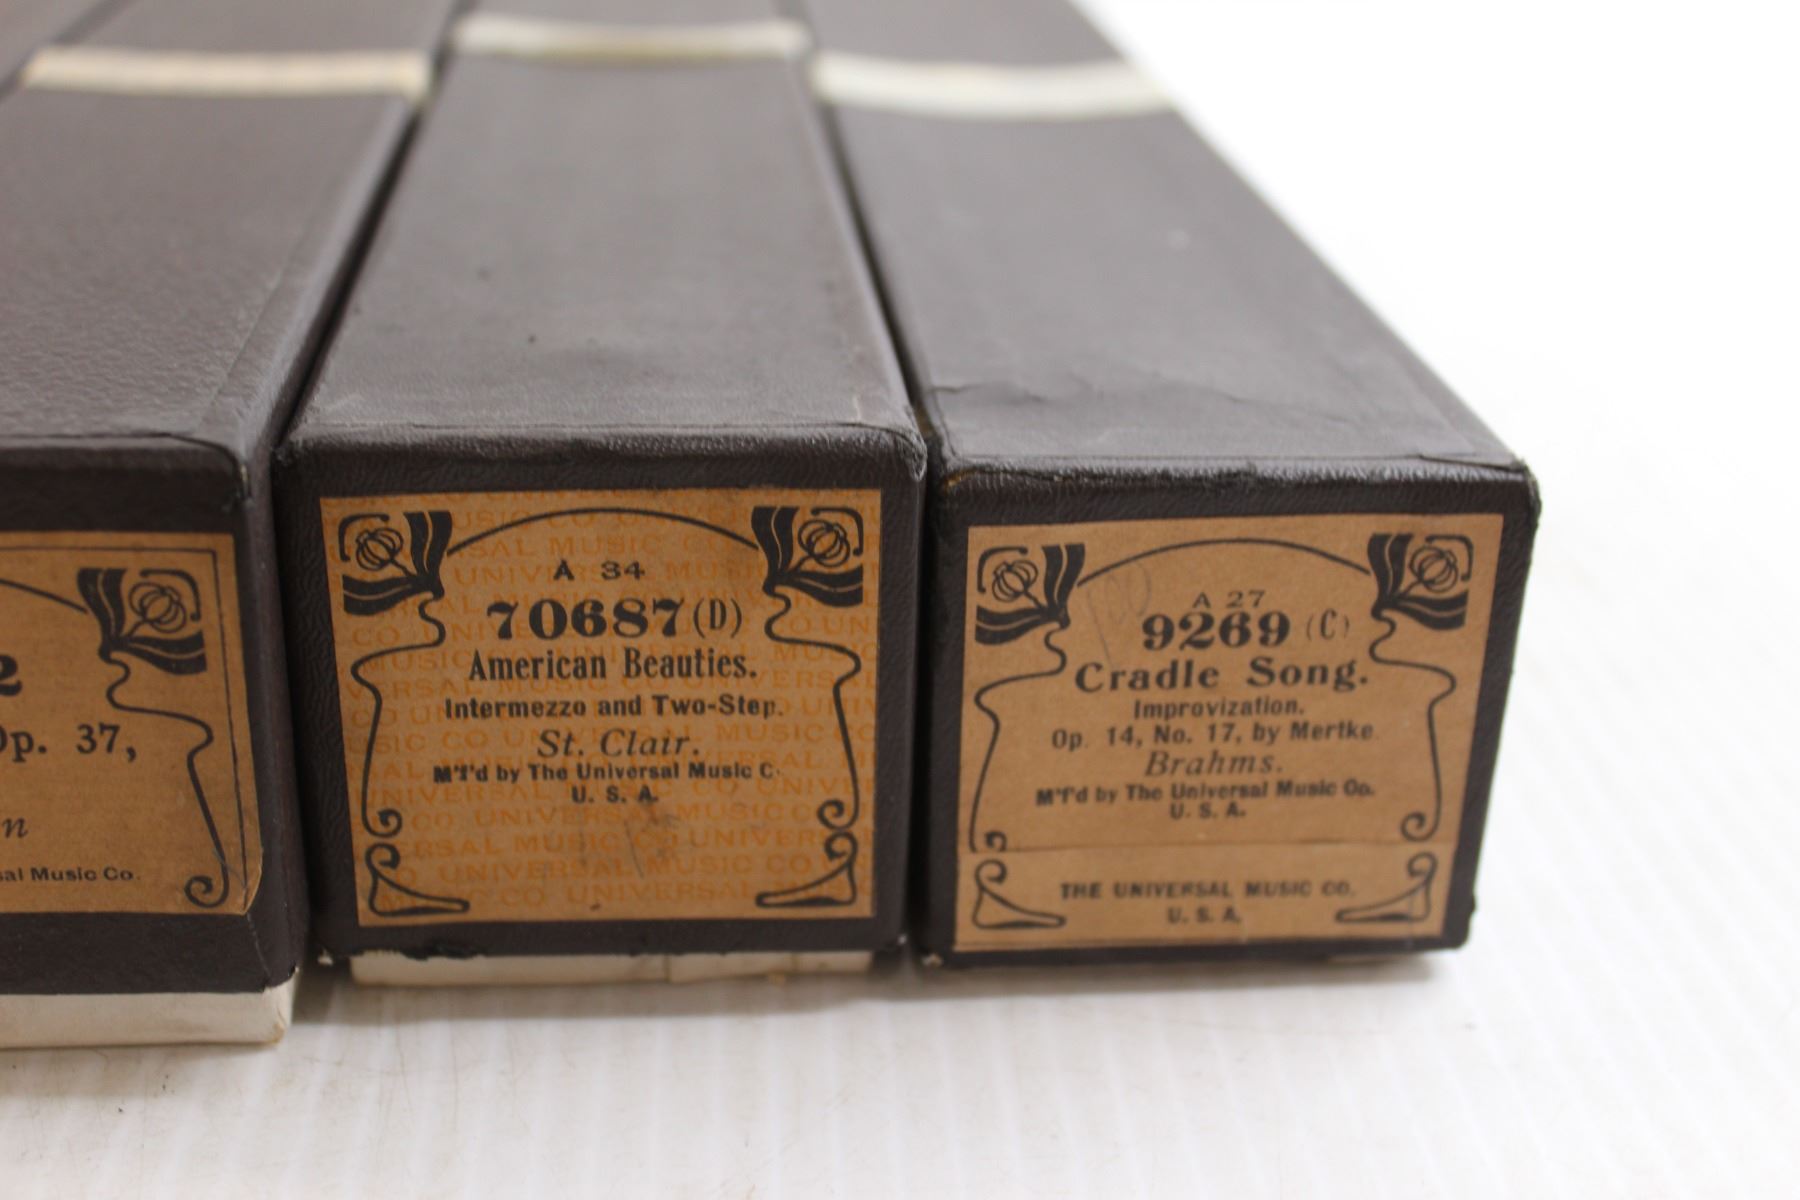 2
Op. 37,
n
sal Music Co.
A 34
70687 (D)
American Beauties.
Intermezzo and Two-Step.
St. Clair.
M'f'd by The Universal Music C.
U. S. A.
A 27
9269 (C)
Cradle Song.
Improvization.
Op. 14, No. 17, by Mertke
Brahms.
M'f'd by The Universal Music Co.
U. S. A.
THE UNIVERSAL MUSIC CO.
U. S. A.